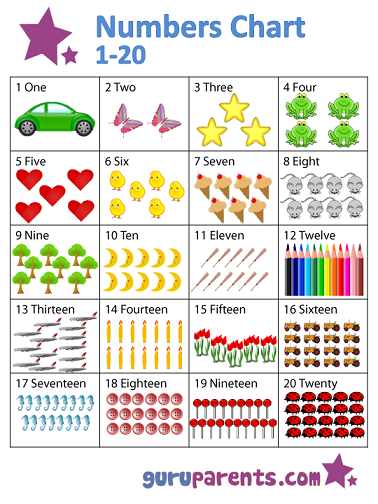 Numbers Chart
1-20
1 One
2 Two
3 Three
4 Four
5 Five
6 Six
7 Seven
8 Eight
9 Nine
10 Ten
11 Eleven
12 Twelve
13 Thirteen
14 Fourteen
15 Fifteen
16 Sixteen
17 Seventeen
18 Eighteen
19 Nineteen
20 Twenty
guruparents.com